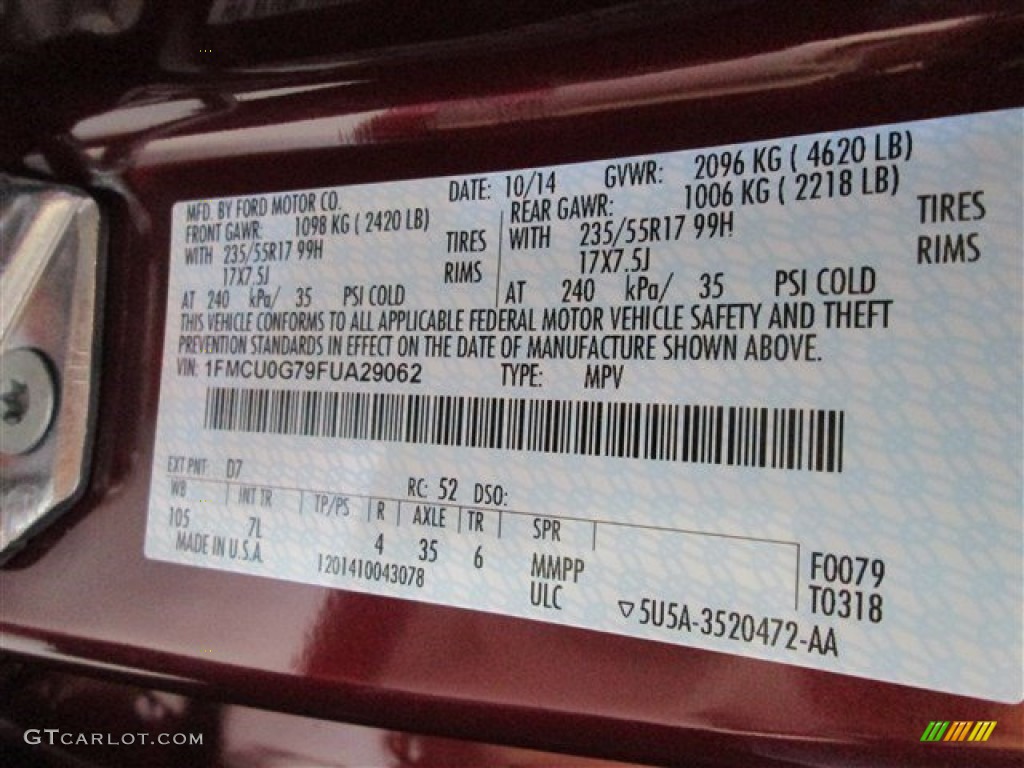 MFD. BY FORD MOTOR CO. DATE: 10/14 GVWR: 2096 KG ( 4620 LB)
FRONT GAWR: 1098 KG ( 2420 LB) REAR GAWR: 1006 KG ( 2218 LB)
WITH 235/55R17 99H TIRES WITH 235/55R17 99H TIRES
17X7.5J RIMS 17X7.5J RIMS
AT 240 kPa/ 35 PSI COLD AT 240 kPa/ 35 PSI COLD
THIS VEHICLE CONFORMS TO ALL APPLICABLE FEDERAL MOTOR VEHICLE SAFETY AND THEFT
PREVENTION STANDARDS IN EFFECT ON THE DATE OF MANUFACTURE SHOWN ABOVE.
VIN: 1FMCU0G79FUA29062 TYPE: MPV
EXT PNT D7 RC: 52 DSO:
WB INT TR TP/PS R AXLE TR SPR
105 7L 4 35 6 MMPP F0079
MADE IN U.S.A. 1201410043078 ULC T0318
▽5U5A-3520472-AA
GTCARLOT.COM